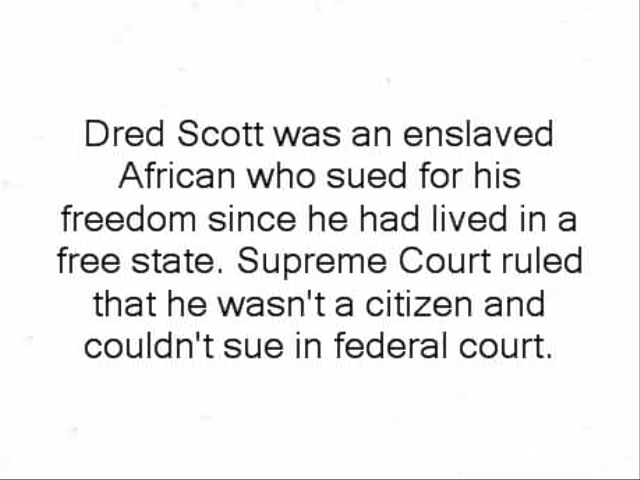 Dred Scott was an enslaved
African who sued for his
freedom since he had lived in a
free state. Supreme Court ruled
that he wasn't a citizen and
couldn't sue in federal court.